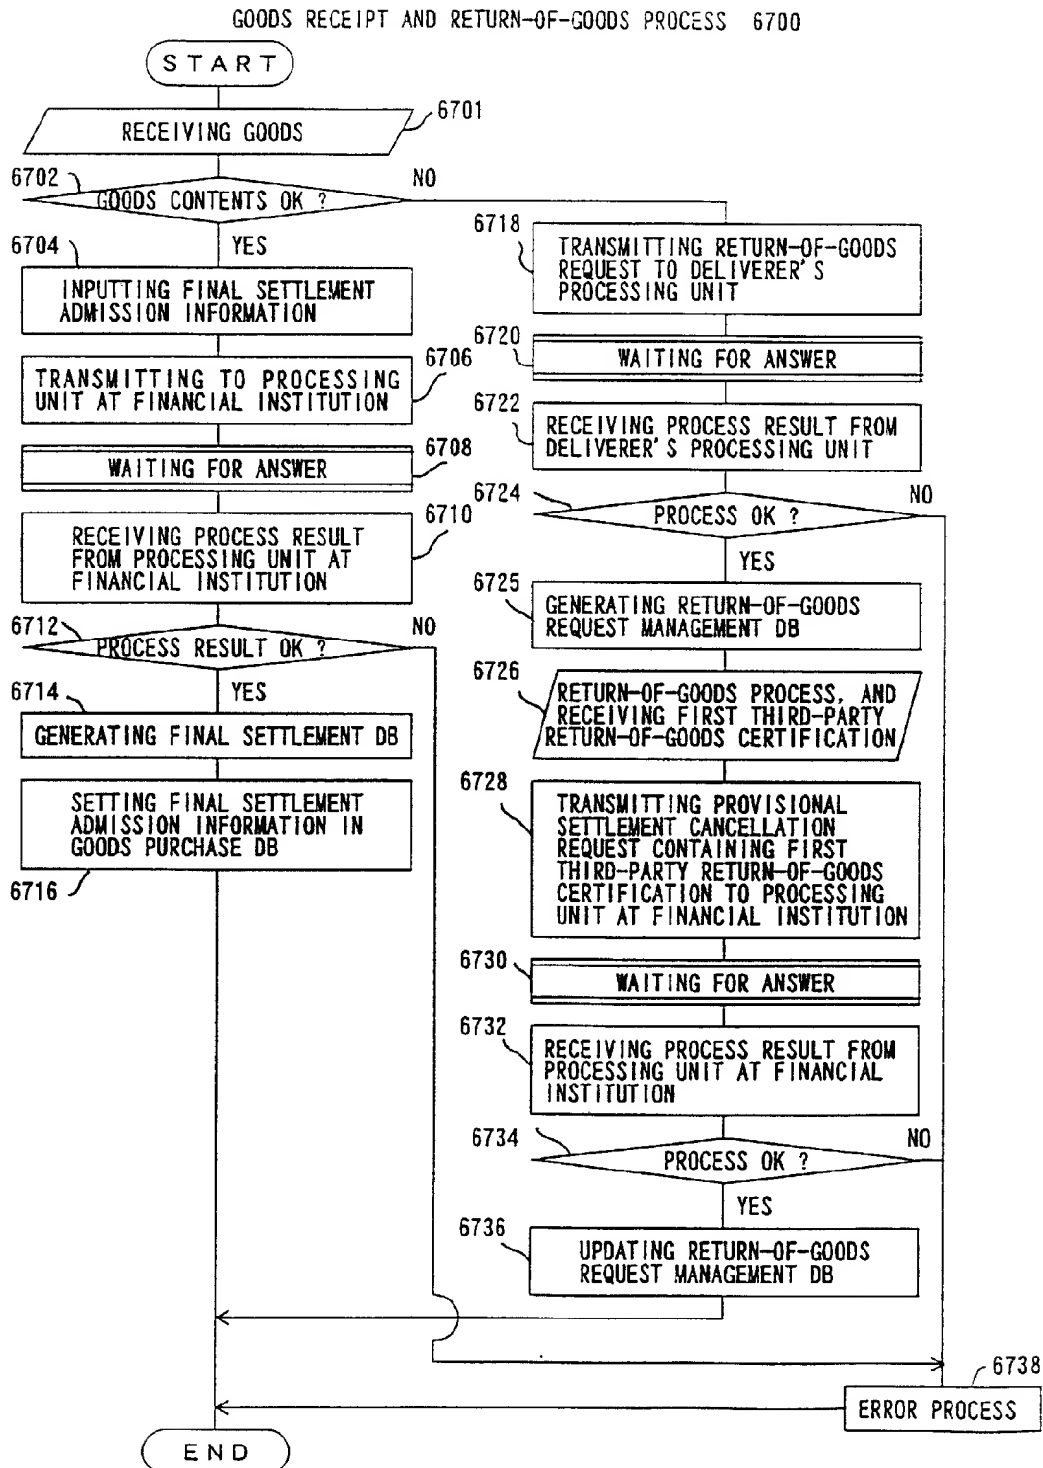 GOODS RECEIPT AND RETURN-OF-GOODS PROCESS 6700
START
6701
RECEIVING GOODS
6702
GOODS CONTENTS OK ?
NO
YES
6704
INPUTTING FINAL SETTLEMENT
ADMISSION INFORMATION
6706
TRANSMITTING TO PROCESSING
UNIT AT FINANCIAL INSTITUTION
6708
WAITING FOR ANSWER
6710
RECEIVING PROCESS RESULT
FROM PROCESSING UNIT AT
FINANCIAL INSTITUTION
6712
PROCESS RESULT OK ?
NO
YES
6714
GENERATING FINAL SETTLEMENT DB
SETTING FINAL SETTLEMENT
ADMISSION INFORMATION IN
GOODS PURCHASE DB
6716
6718
TRANSMITTING RETURN-OF-GOODS
REQUEST TO DELIVERER'S
PROCESSING UNIT
6720
WAITING FOR ANSWER
6722
RECEIVING PROCESS RESULT FROM
DELIVERER'S PROCESSING UNIT
6724
PROCESS OK ?
NO
YES
6725
GENERATING RETURN-OF-GOODS
REQUEST MANAGEMENT DB
6726
RETURN-OF-GOODS PROCESS, AND
RECEIVING FIRST THIRD-PARTY
RETURN-OF-GOODS CERTIFICATION
6728
TRANSMITTING PROVISIONAL
SETTLEMENT CANCELLATION
REQUEST CONTAINING FIRST
THIRD-PARTY RETURN-OF-GOODS
CERTIFICATION TO PROCESSING
UNIT AT FINANCIAL INSTITUTION
6730
WAITING FOR ANSWER
6732
RECEIVING PROCESS RESULT FROM
PROCESSING UNIT AT FINANCIAL
INSTITUTION
6734
PROCESS OK ?
NO
YES
6736
UPDATING RETURN-OF-GOODS
REQUEST MANAGEMENT DB
6738
ERROR PROCESS
END